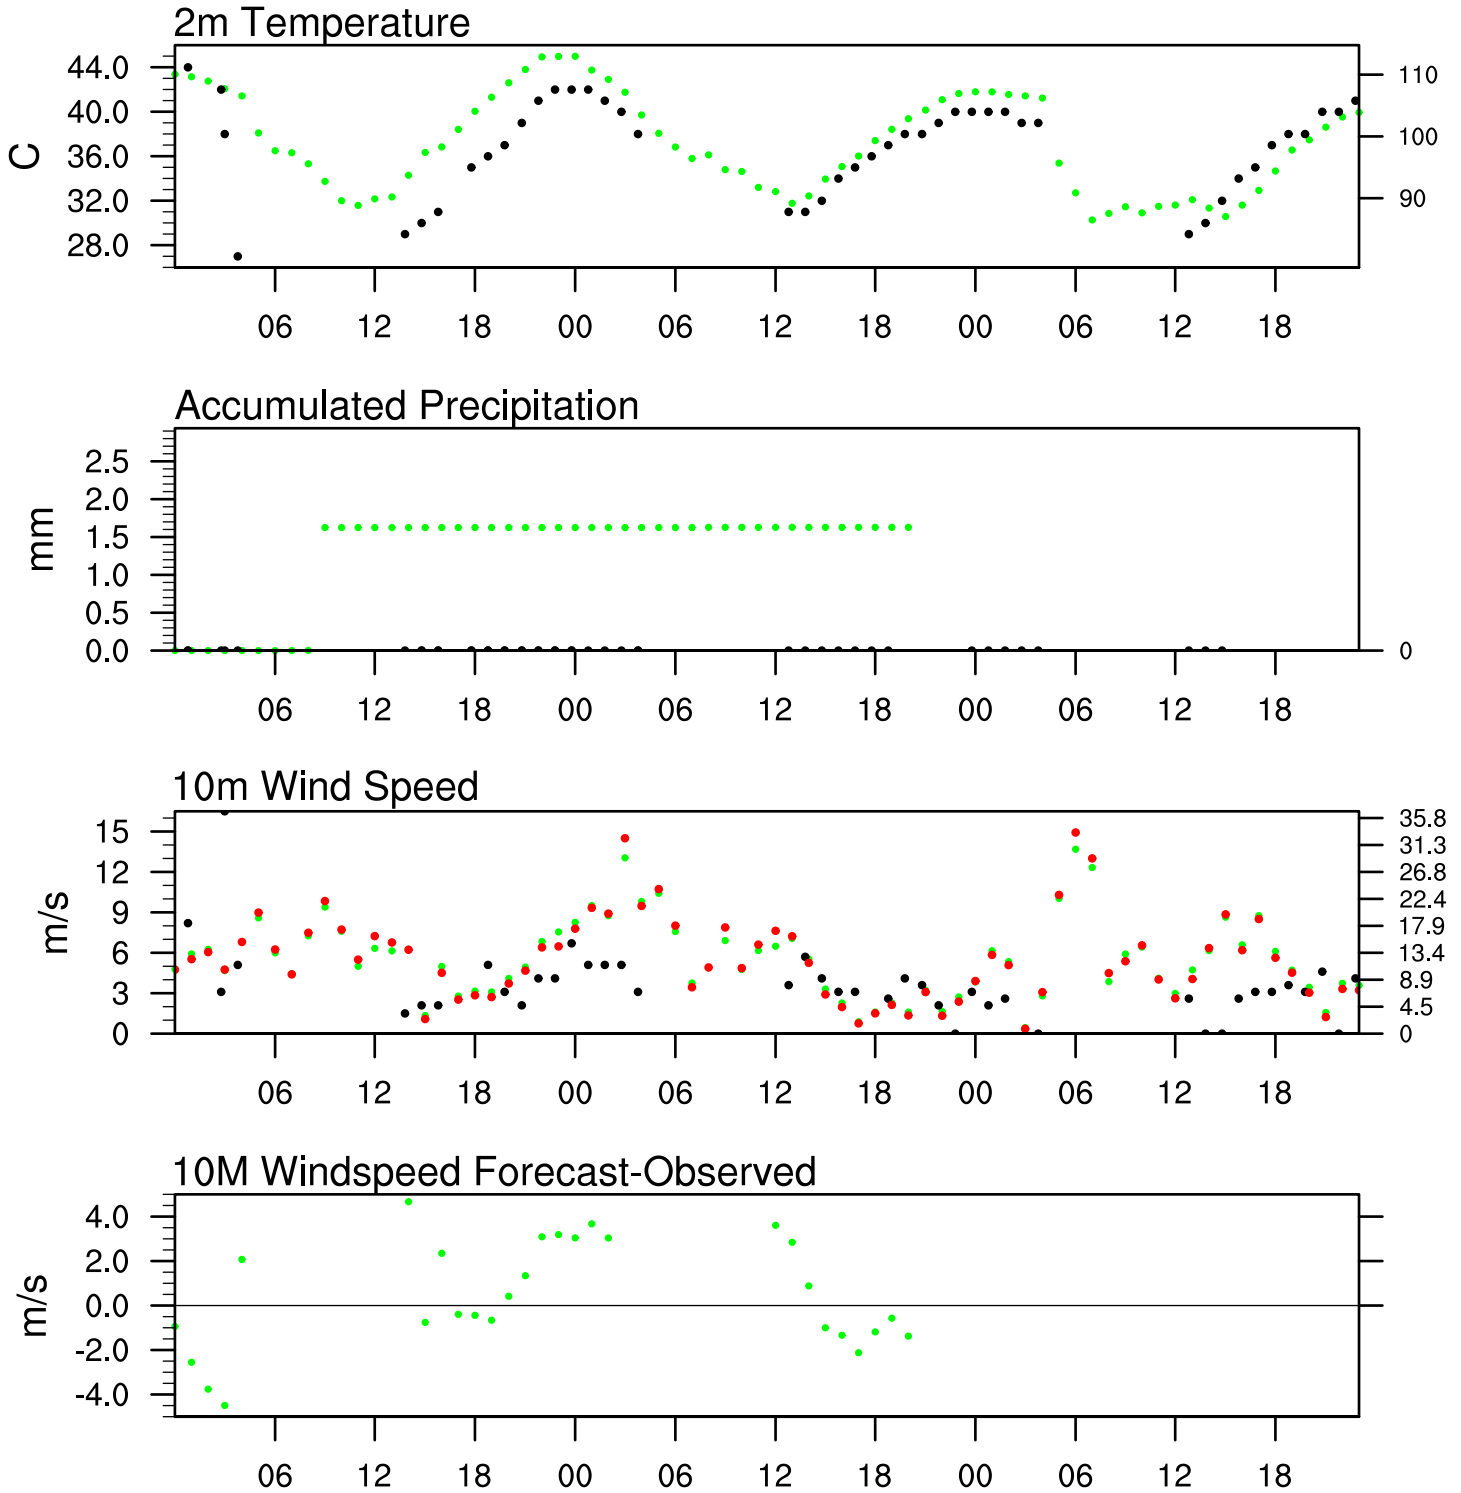 2m Temperature
44.0
40.0
36.0
32.0
28.0
C
110
100
90
06 12 18 00 06 12 18 00 06 12 18
Accumulated Precipitation
2.5
2.0
1.5
1.0
0.5
0.0
mm
0
06 12 18 00 06 12 18 00 06 12 18
10m Wind Speed
15
12
9
6
3
0
m/s
35.8
31.3
26.8
22.4
17.9
13.4
8.9
4.5
0
06 12 18 00 06 12 18 00 06 12 18
10M Windspeed Forecast-Observed
4.0
2.0
0.0
-2.0
-4.0
m/s
06 12 18 00 06 12 18 00 06 12 18